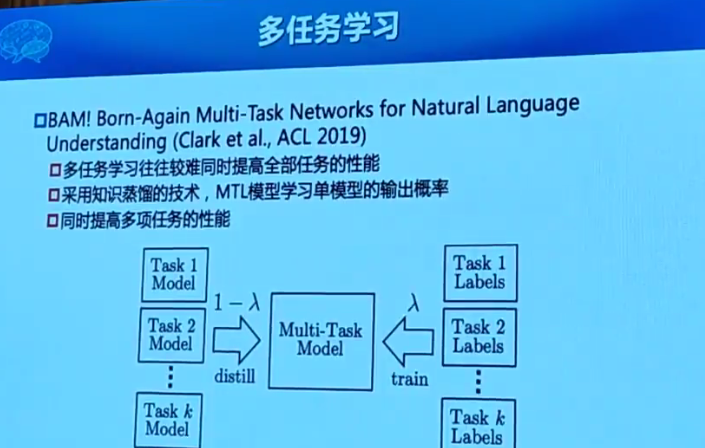 多任务学习
BAM! Born-Again Multi-Task Networks for Natural Language
Understanding (Clark et al., ACL 2019)
多任务学习往往较难同时提高全部任务的性能
采用知识蒸馏的技术，MTL模型学习单模型的输出概率
同时提高多项任务的性能
Task 1
Model
Task 2
Model
Task k
Model
1 − λ
distill
Multi-Task
Model
λ
train
Task 1
Labels
Task 2
Labels
Task k
Labels